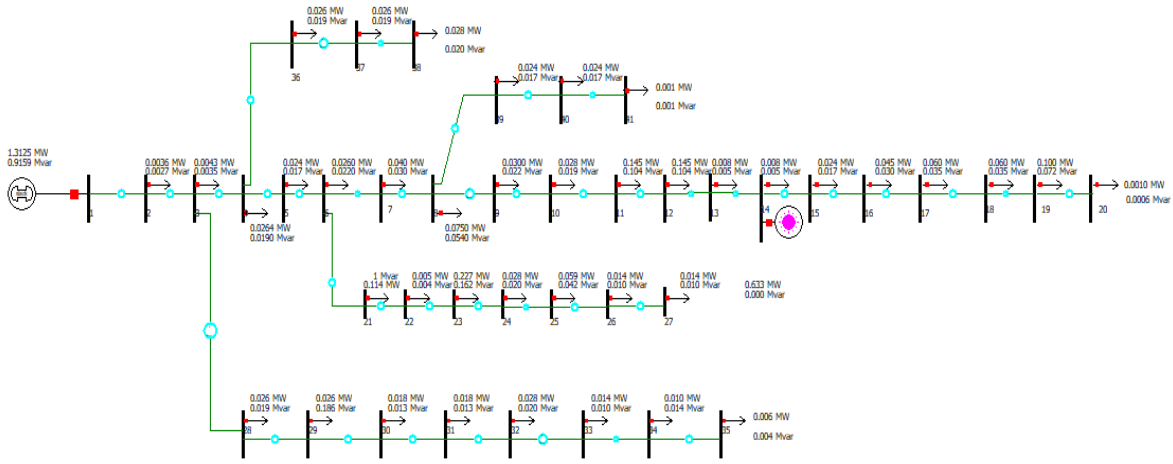 0.026 MW
0.019 Mvar
0.026 MW
0.019 Mvar
0.028 MW
0.020 Mvar
36
37
38
0.024 MW
0.017 Mvar
0.024 MW
0.017 Mvar
0.001 MW
0.001 Mvar
39
40
41
1.3125 MW
0.9159 Mvar
0.0036 MW
0.0027 Mvar
0.0043 MW
0.0035 Mvar
0.024 MW
0.017 Mvar
0.0260 MW
0.0220 Mvar
0.040 MW
0.030 Mvar
0.0300 MW
0.022 Mvar
0.028 MW
0.019 Mvar
0.145 MW
0.104 Mvar
0.145 MW
0.104 Mvar
0.008 MW
0.005 Mvar
0.008 MW
0.005 Mvar
0.024 MW
0.017 Mvar
0.045 MW
0.030 Mvar
0.060 MW
0.035 Mvar
0.060 MW
0.035 Mvar
0.100 MW
0.072 Mvar
0.0010 MW
0.0006 Mvar
1
2
3
5
6
7
8
9
10
11
12
13
14
15
16
17
18
19
20
0.0264 MW
0.0190 Mvar
0.0750 MW
0.0540 Mvar
1 Mvar
0.114 MW
0.005 MW
0.004 Mvar
0.227 MW
0.162 Mvar
0.028 MW
0.020 Mvar
0.059 MW
0.042 Mvar
0.014 MW
0.010 Mvar
0.014 MW
0.010 Mvar
0.633 MW
0.000 Mvar
21
22
23
24
25
26
27
0.026 MW
0.019 Mvar
0.026 MW
0.186 Mvar
0.018 MW
0.013 Mvar
0.018 MW
0.013 Mvar
0.028 MW
0.020 Mvar
0.014 MW
0.010 Mvar
0.010 MW
0.014 Mvar
0.006 MW
0.004 Mvar
28
29
30
31
32
33
34
35